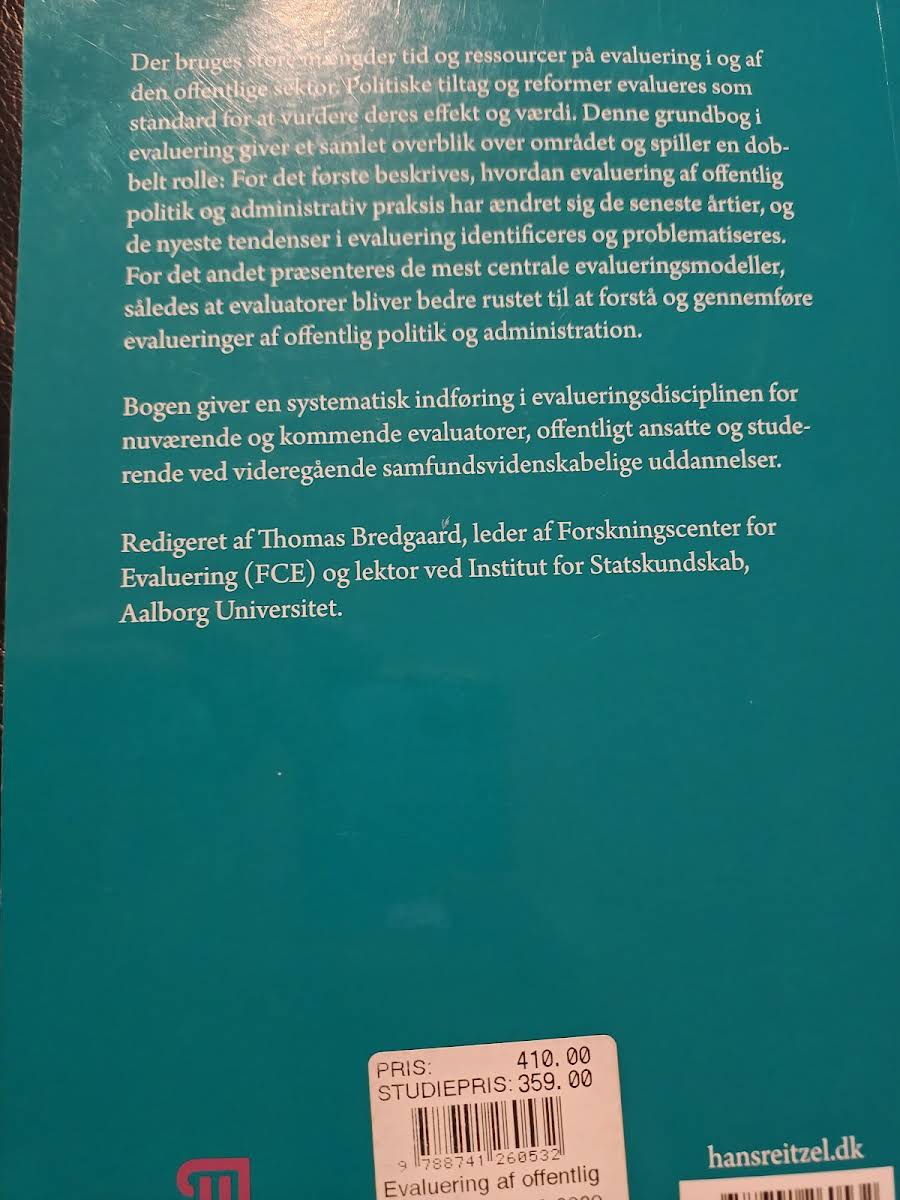 Der bruges store mængder tid og ressourcer på evaluering i og af
den offentlige sektor. Politiske tiltag og reformer evalueres som
standard for at vurdere deres effekt og værdi. Denne grundbog i
evaluering giver et samlet overblik over området og spiller en dob-
belt rolle: For det første beskrives, hvordan evaluering af offentlig
politik og administrativ praksis har ændret sig de seneste årtier, og
de nyeste tendenser i evaluering identificeres og problematiseres.
For det andet præsenteres de mest centrale evalueringsmodeller,
således at evaluatorer bliver bedre rustet til at forstå og gennemføre
evalueringer af offentlig politik og administration.
Bogen giver en systematisk indføring i evalueringsdisciplinen for
nuværende og kommende evaluatorer, offentligt ansatte og stude-
rende ved videregående samfundsvidenskabelige uddannelser.
Redigeret af Thomas Bredgaard, leder af Forskningscenter for
Evaluering (FCE) og lektor ved Institut for Statskundskab,
Aalborg Universitet.
PRIS: 410.00
STUDIEPRIS: 359.00
9 788741 260532
Evaluering af offentlig
hansreitzel.dk